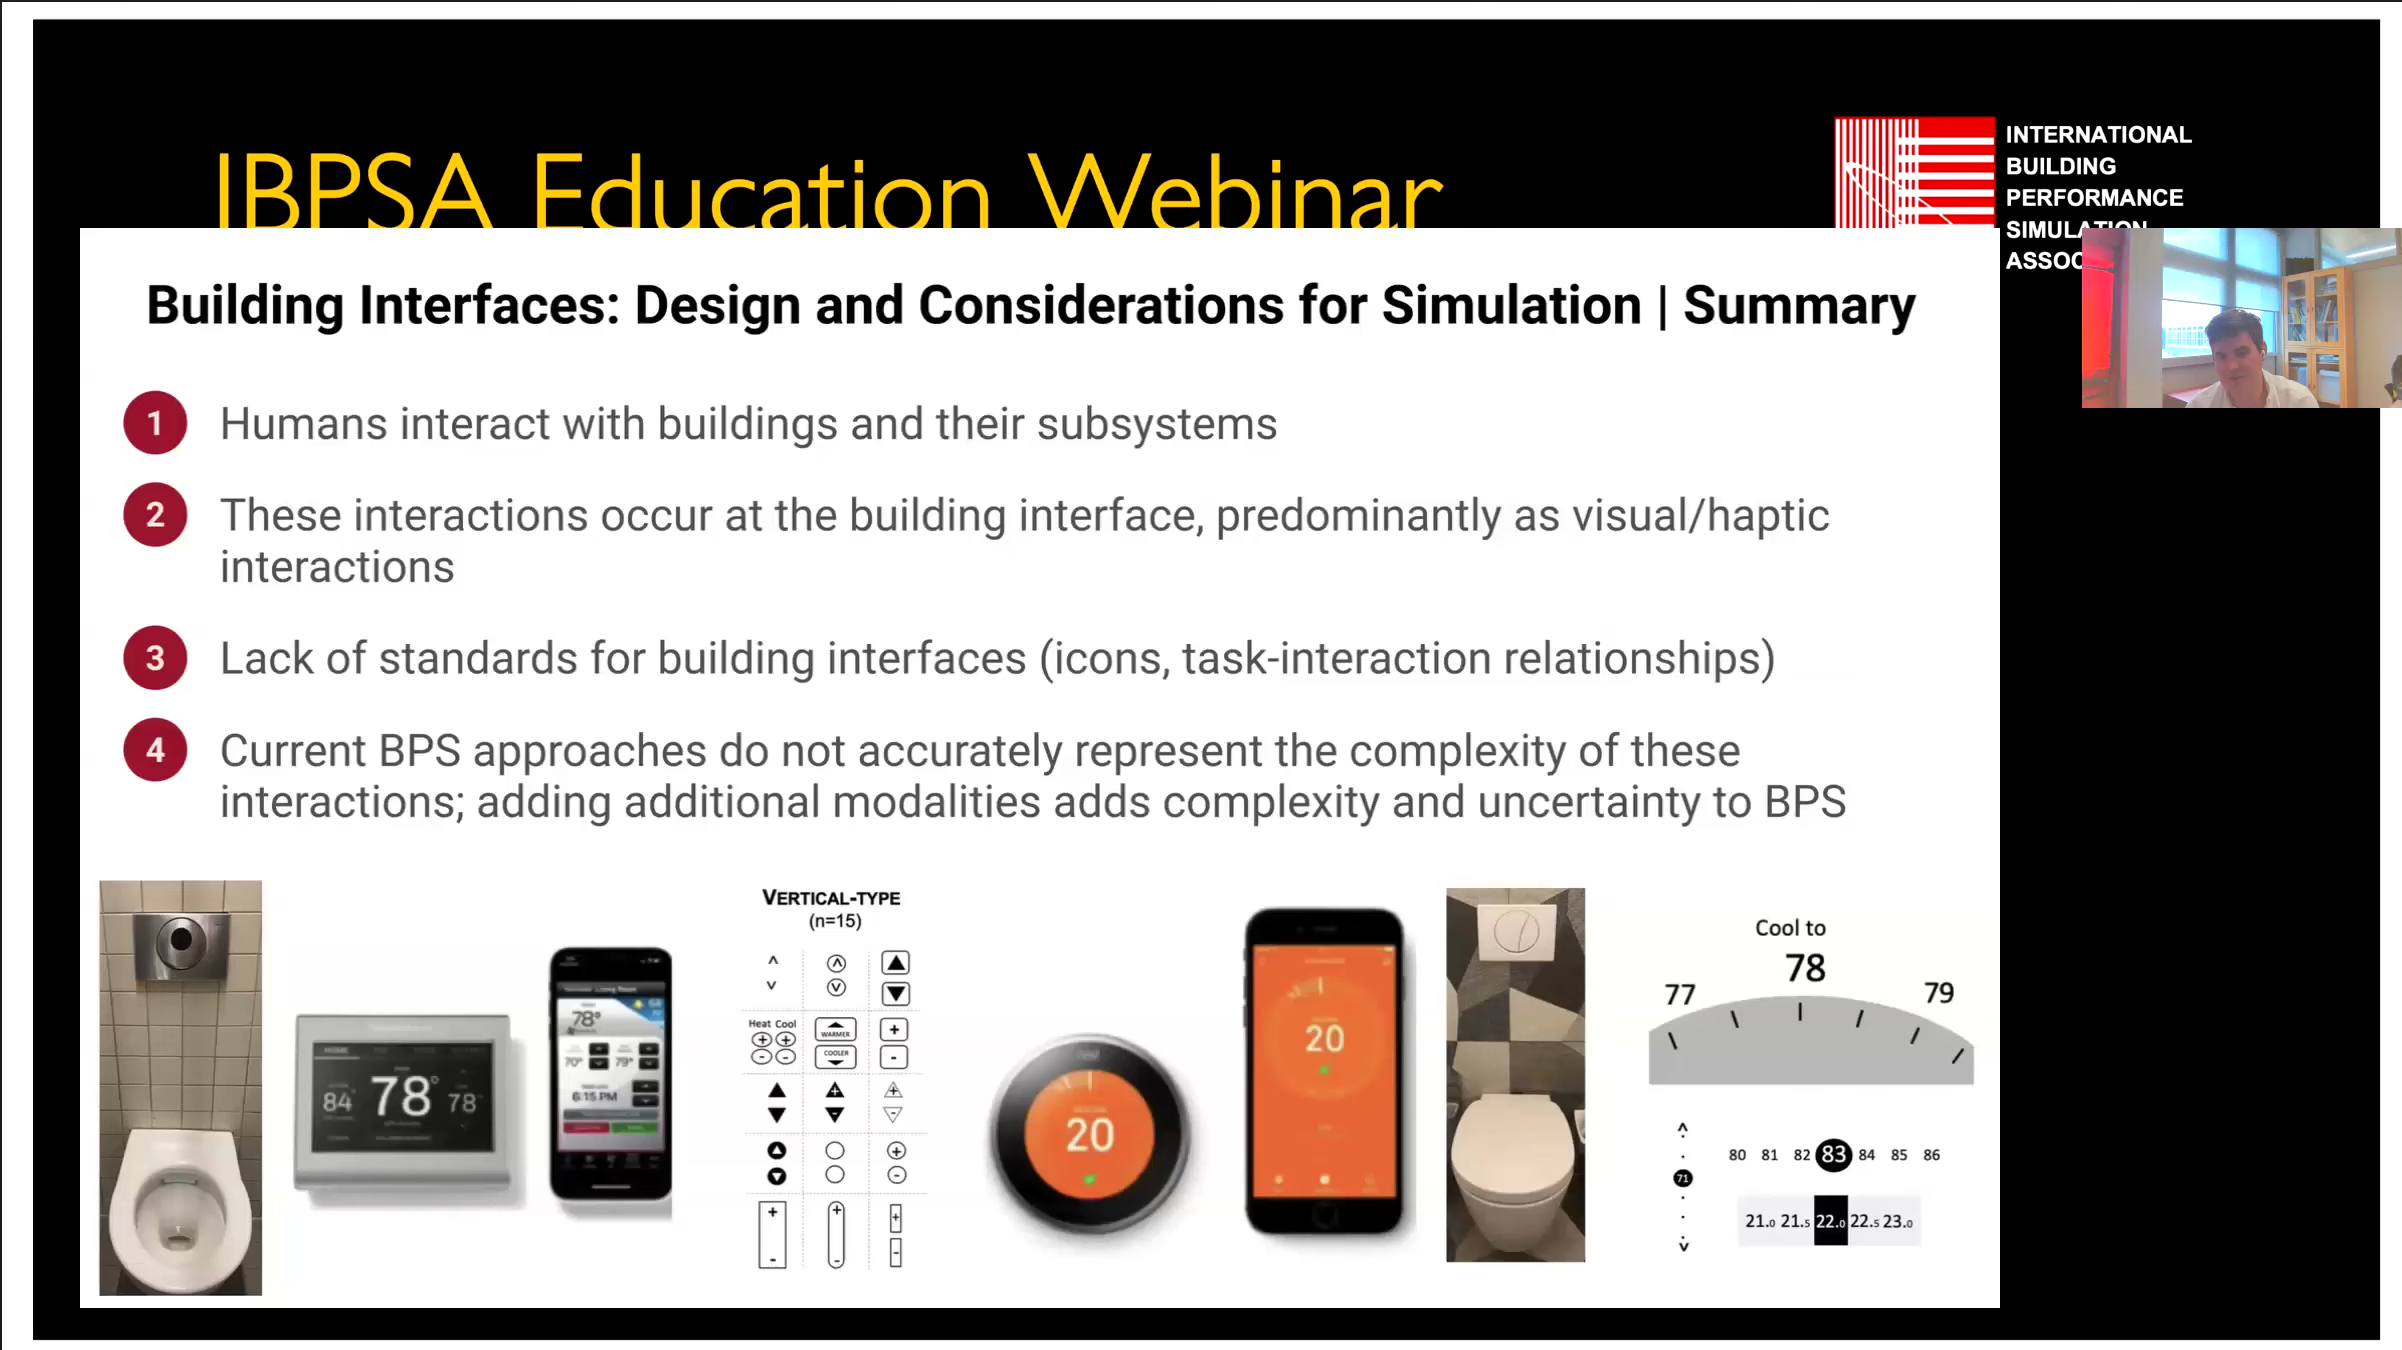 IBPSA Education Webinar
INTERNATIONAL
BUILDING
PERFORMANCE
SIMULATION
ASSOC
Building Interfaces: Design and Considerations for Simulation | Summary
1 Humans interact with buildings and their subsystems
2 These interactions occur at the building interface, predominantly as visual/haptic
interactions
3 Lack of standards for building interfaces (icons, task-interaction relationships)
4 Current BPS approaches do not accurately represent the complexity of these
interactions; adding additional modalities adds complexity and uncertainty to BPS
84° 78° 78°
78°
70° 79°
6:15 PM
VERTICAL-TYPE
(n=15)
Heat Cool
WARMER
COOLER
20
20
Cool to
78
77 79
71
80 81 82 83 84 85 86
21.0 21.5 22.0 22.5 23.0